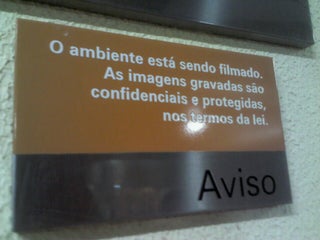 O ambiente está sendo filmado.
As imagens gravadas são
confidenciais e protegidas,
nos termos da lei.
Aviso